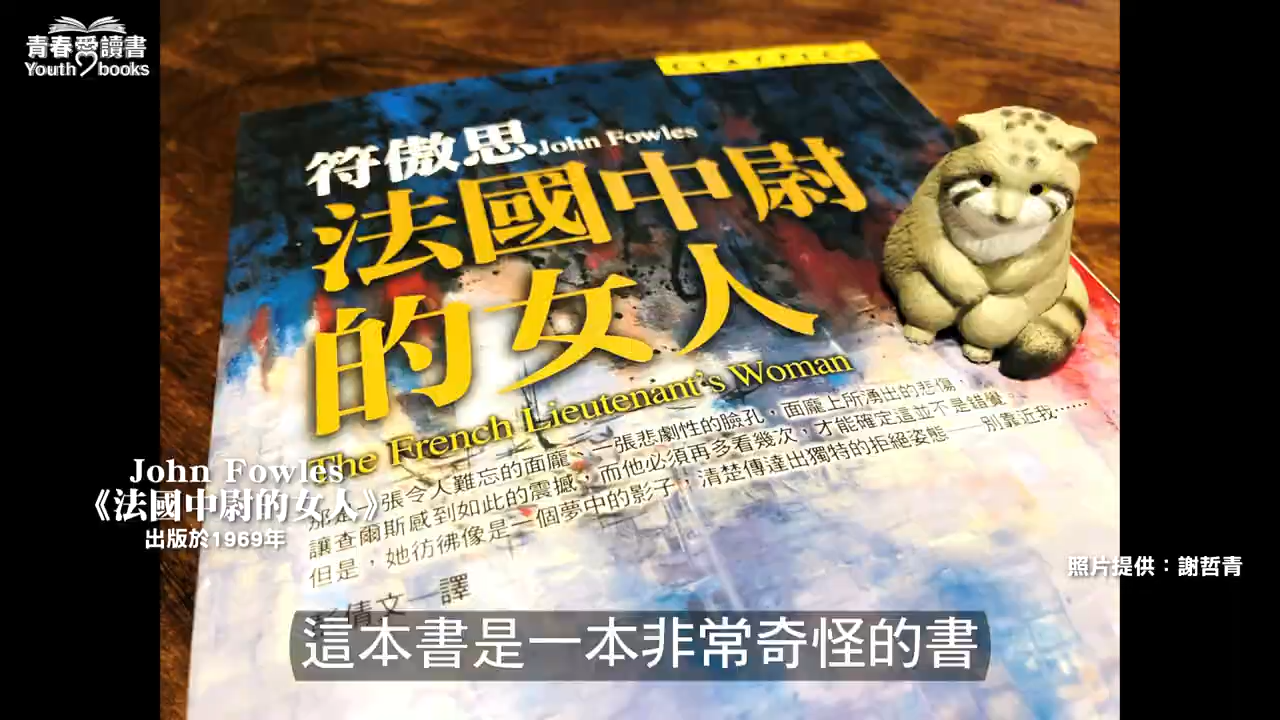 青春愛讀書
Youth books
CLASSIC
符傲思 John Fowles
法國中尉
的女人
The French Lieutenant's Woman
張令人難忘的面龐、一張悲劇性的臉孔，面龐上所湧出的悲傷，
讓查爾斯感到如此的震撼，而他必須再多看幾次，才能確定這並不是錯覺。
但是，她彷彿像是一個夢中的影子，清楚傳達出獨特的拒絕姿態——別靠近我……
倩文—譯
John Fowles
《法國中尉的女人》
出版於1969年
照片提供：謝哲青
這本書是一本非常奇怪的書